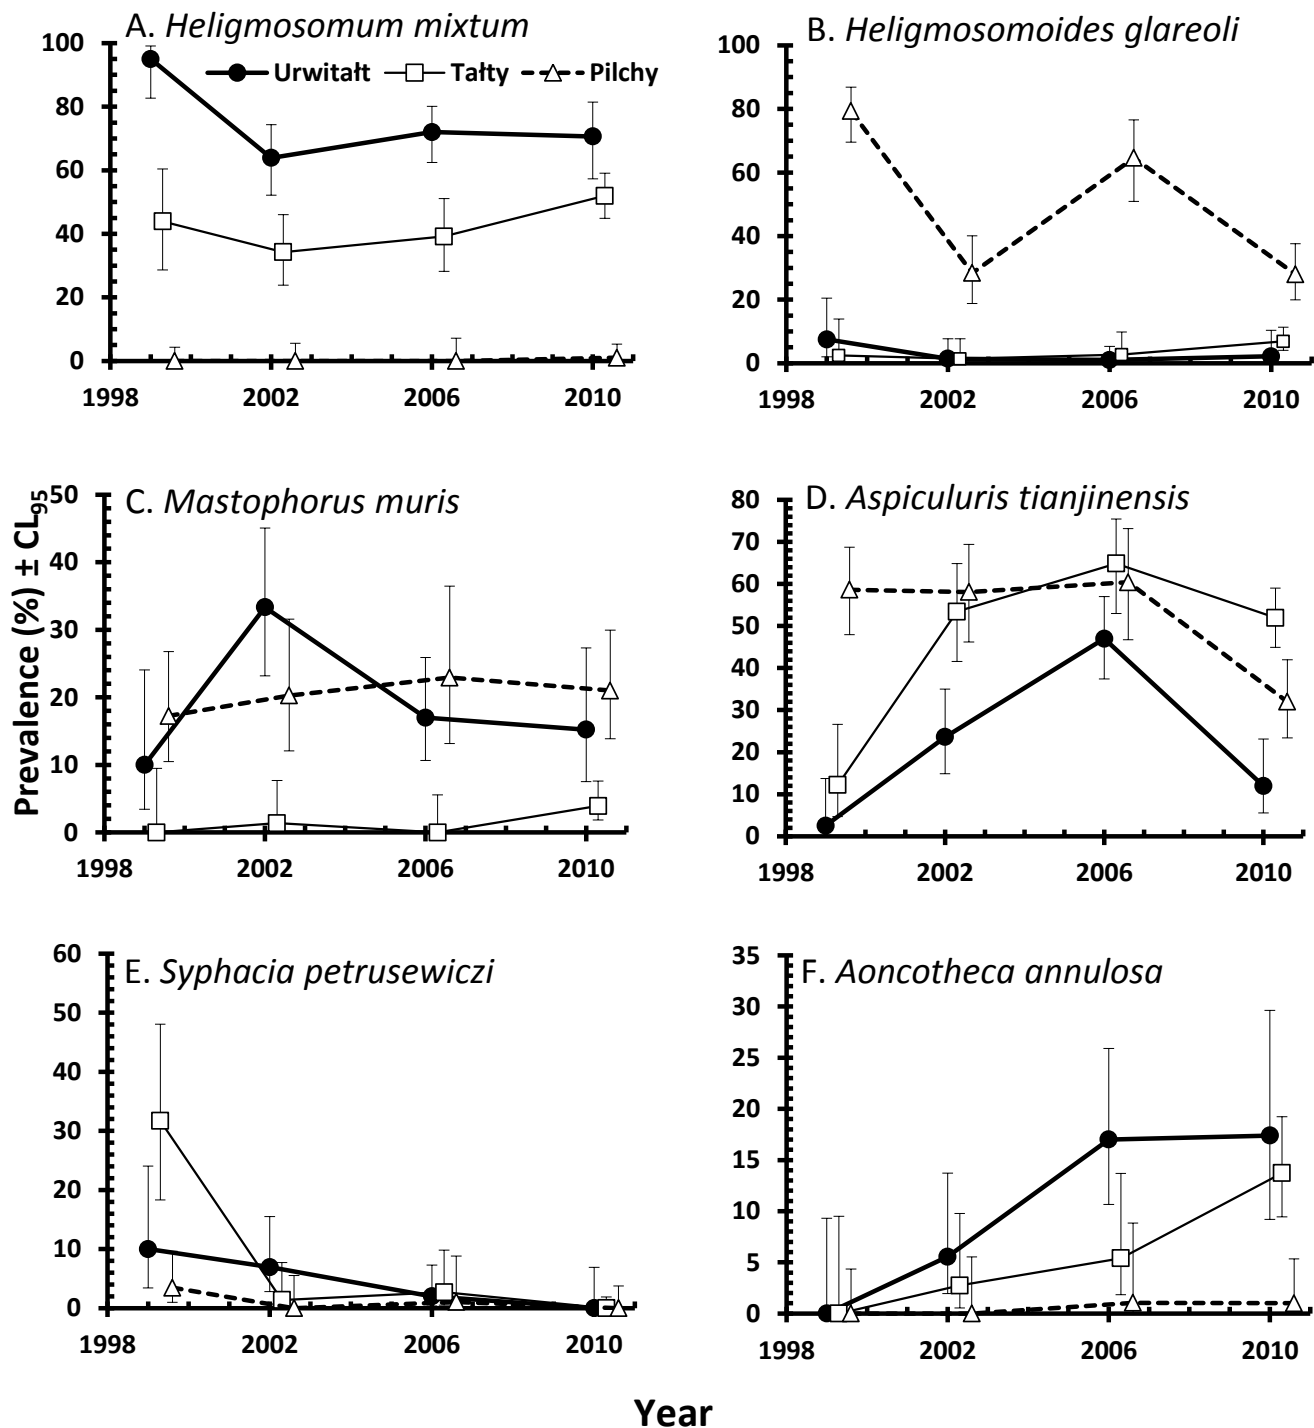 A. Heligmosomum mixtum
Urwitałt Tałty Pilchy
100
80
60
40
20
0
1998 2002 2006 2010
B. Heligmosomoides glareoli
100
80
60
40
20
0
1998 2002 2006 2010
Prevalence (%) ± CL95
C. Mastophorus muris
50
40
30
20
10
0
1998 2002 2006 2010
D. Aspiculuris tianjinensis
80
70
60
50
40
30
20
10
0
1998 2002 2006 2010
E. Syphacia petrusewiczi
60
50
40
30
20
10
0
1998 2002 2006 2010
F. Aoncotheca annulosa
35
30
25
20
15
10
5
0
1998 2002 2006 2010
Year